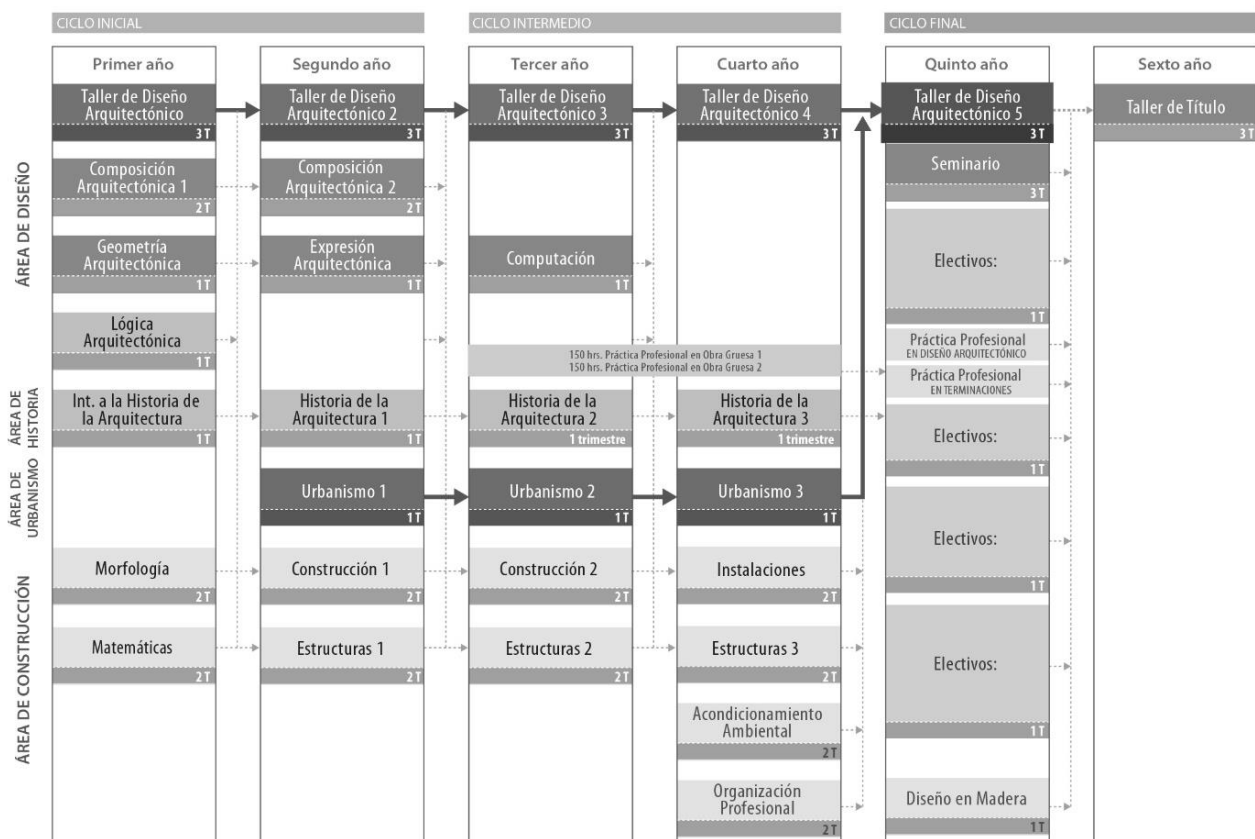 CICLO INICIAL
CICLO INTERMEDIO
CICLO FINAL
Primer año
Segundo año
Tercer año
Cuarto año
Quinto año
Sexto año
ÁREA DE DISEÑO
Taller de Diseño
Arquitectónico
3T
Taller de Diseño
Arquitectónico 2
3T
Taller de Diseño
Arquitectónico 3
3T
Taller de Diseño
Arquitectónico 4
3T
Taller de Diseño
Arquitectónico 5
3T
Taller de Título
3T
Composición
Arquitectónica 1
2T
Composición
Arquitectónica 2
2T
Seminario
3T
Geometría
Arquitectónica
1T
Expresión
Arquitectónica
1T
Computación
1T
Electivos:
1T
Lógica
Arquitectónica
1T
150 hrs. Práctica Profesional en Obra Gruesa 1
150 hrs. Práctica Profesional en Obra Gruesa 2
Práctica Profesional
EN DISEÑO ARQUITECTÓNICO
Práctica Profesional
EN TERMINACIONES
ÁREA DE
HISTORIA
Int. a la Historia de
la Arquitectura
1T
Historia de la
Arquitectura 1
1T
Historia de la
Arquitectura 2
1 trimestre
Historia de la
Arquitectura 3
1 trimestre
Electivos:
1T
ÁREA DE
URBANISMO
Urbanismo 1
1T
Urbanismo 2
1T
Urbanismo 3
1T
Electivos:
1T
ÁREA DE CONSTRUCCIÓN
Morfología
2T
Construcción 1
2T
Construcción 2
2T
Instalaciones
2T
Matemáticas
2T
Estructuras 1
2T
Estructuras 2
2T
Estructuras 3
2T
Electivos:
1T
Acondicionamiento
Ambiental
2T
Organización
Profesional
2T
Diseño en Madera
1T